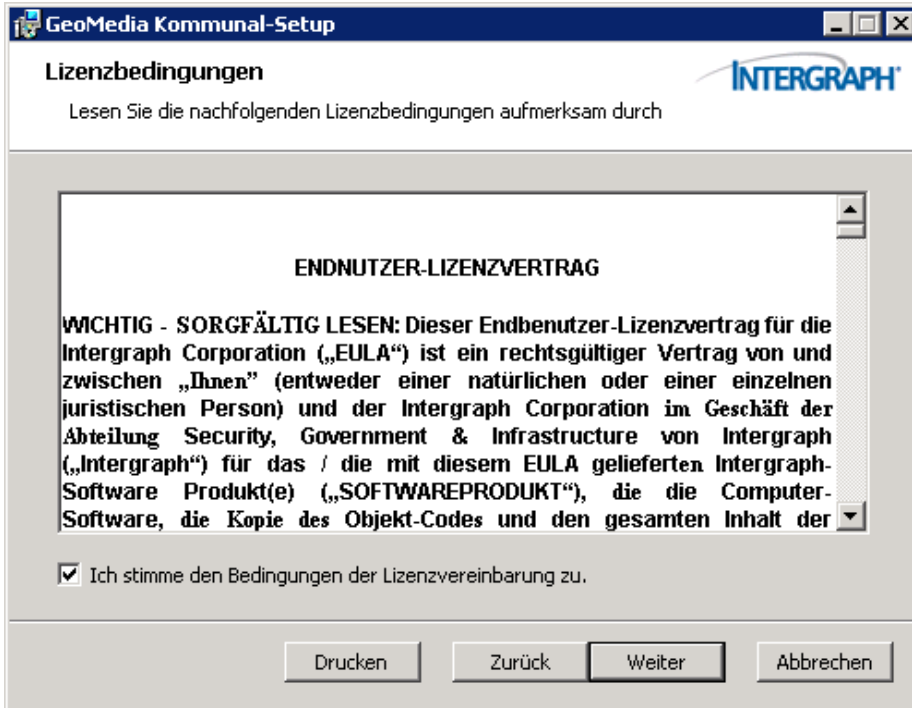 GeoMedia Kommunal-Setup
Lizenzbedingungen
Lesen Sie die nachfolgenden Lizenzbedingungen aufmerksam durch
INTERGRAPH
ENDNUTZER-LIZENZVERTRAG
WICHTIG - SORGFÄLTIG LESEN: Dieser Endbenutzer-Lizenzvertrag für die
Intergraph Corporation („EULA“) ist ein rechtsgültiger Vertrag von und
zwischen „Ihnen” (entweder einer natürlichen oder einer einzelnen
juristischen Person) und der Intergraph Corporation im Geschäft der
Abteilung Security, Government & Infrastructure von Intergraph
(„Intergraph“) für das / die mit diesem EULA gelieferten Intergraph-
Software Produkt(e) („SOFTWAREPRODUKT“), die die Computer-
Software, die Kopie des Objekt-Codes und den gesamten Inhalt der
Ich stimme den Bedingungen der Lizenzvereinbarung zu.
Drucken Zurück Weiter Abbrechen